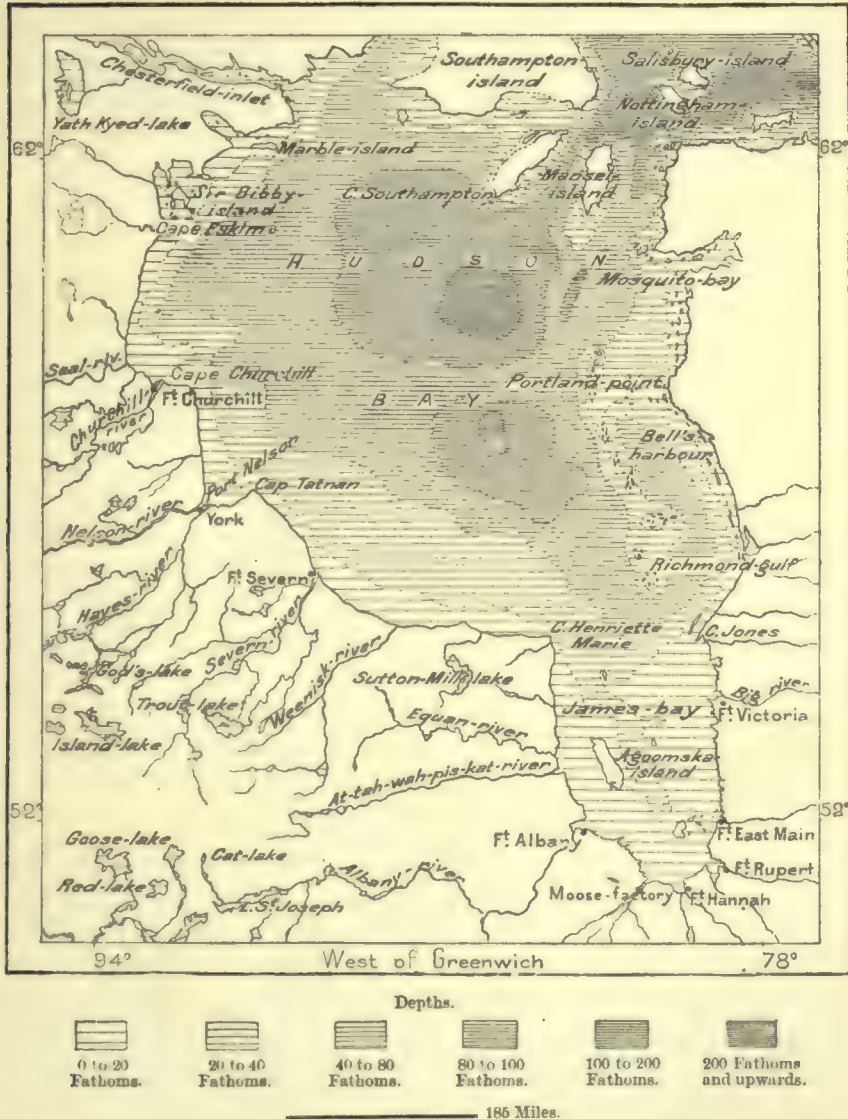 Southampton-
island
Salisbury-island
Chesterfield-inlet
Nottingham-
island
Yath Kyed-lake
62°
62°
Marble-island
Mansel-
island
Sir Bibby-
island
C. Southampton
Cape Eskimo
HUDSON
Mosquito-bay
Seal-riv.
Cape Churchill
Portland-point
Ft. Churchill
BAY
Churchill-
river
Bell's
harbour
Port Nelson
Cap Tatnan
Nelson-river
York
Richmond-gulf
Ft. Severn
Hayes-river
C. Henriette
Marie
C. Jones
Severn-river
God's-lake
Weenisk-river
Sutton-Mill-lake
Big river
Trout-lake
James-bay
Ft. Victoria
Equan-river
Island-lake
Agoomska-
island
At-tah-wah-pis-kat-river
52°
52°
Ft. Albany
Ft. East Main
Goose-lake
Cat-lake
Albany-river
Ft. Rupert
Red-lake
Moose-factory
Ft. Hannah
L. St. Joseph
94°
West of Greenwich
78°
Depths.
0 to 20
Fathoms.
20 to 40
Fathoms.
40 to 80
Fathoms.
80 to 100
Fathoms.
100 to 200
Fathoms.
200 Fathoms
and upwards.
185 Miles.